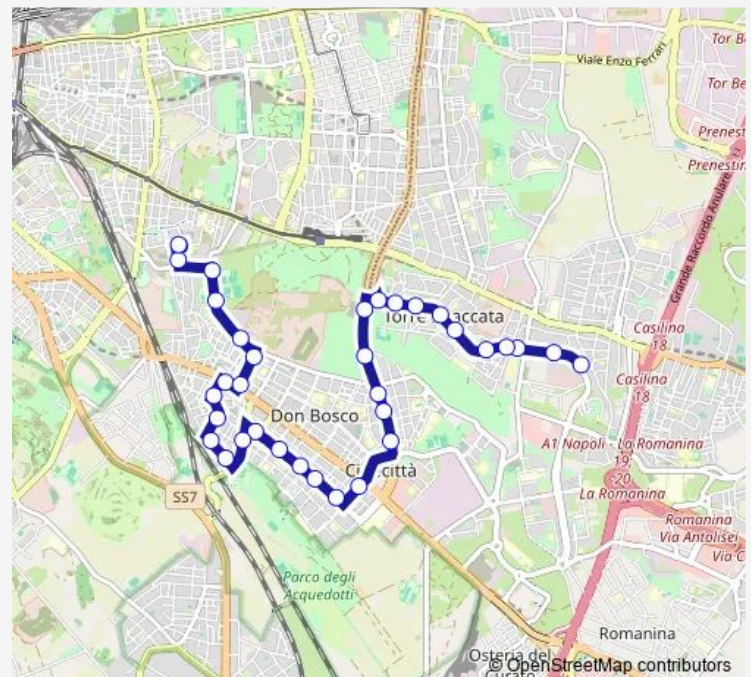 Tor B
Viale Enzo Ferrari
Tor Be
Prenest
Prenestin
Grande Raccordo Anulare
Torre
accata
Casilina
18
Casilina
18
Don Bosco
A1 Napoli - La Romanina
19;
-20
La Romanina
SS7
Romanina
Via Antolisei
Via C
Parco degli
Acquedotti
Romanina
Osteria del
Curato
© OpenStreetMap contributors